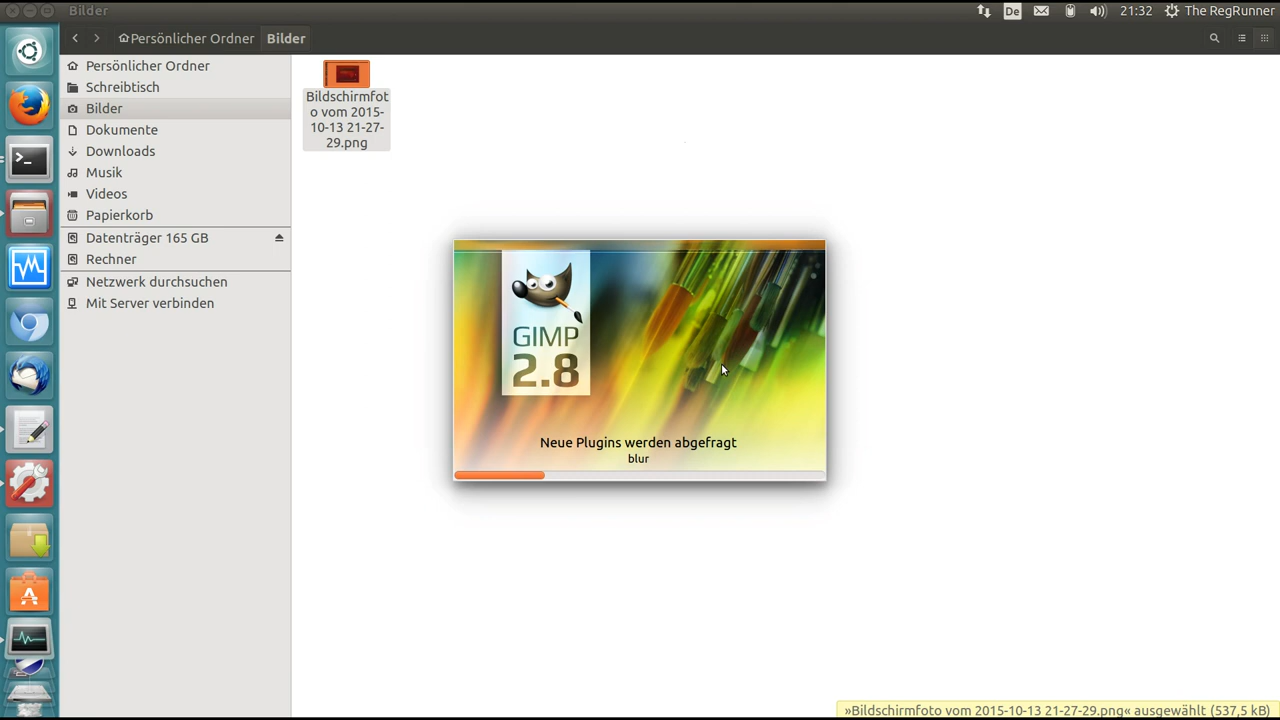 Bilder
De
21:32
The RegRunner
Persönlicher Ordner
Bilder
Persönlicher Ordner
Schreibtisch
Bilder
Dokumente
Downloads
Musik
Videos
Papierkorb
Datenträger 165 GB
Rechner
Netzwerk durchsuchen
Mit Server verbinden
Bildschirmfot
o vom 2015-
10-13 21-27-
29.png
GIMP
2.8
Neue Plugins werden abgefragt
blur
»Bildschirmfoto vom 2015-10-13 21-27-29.png« ausgewählt (537,5 kB)